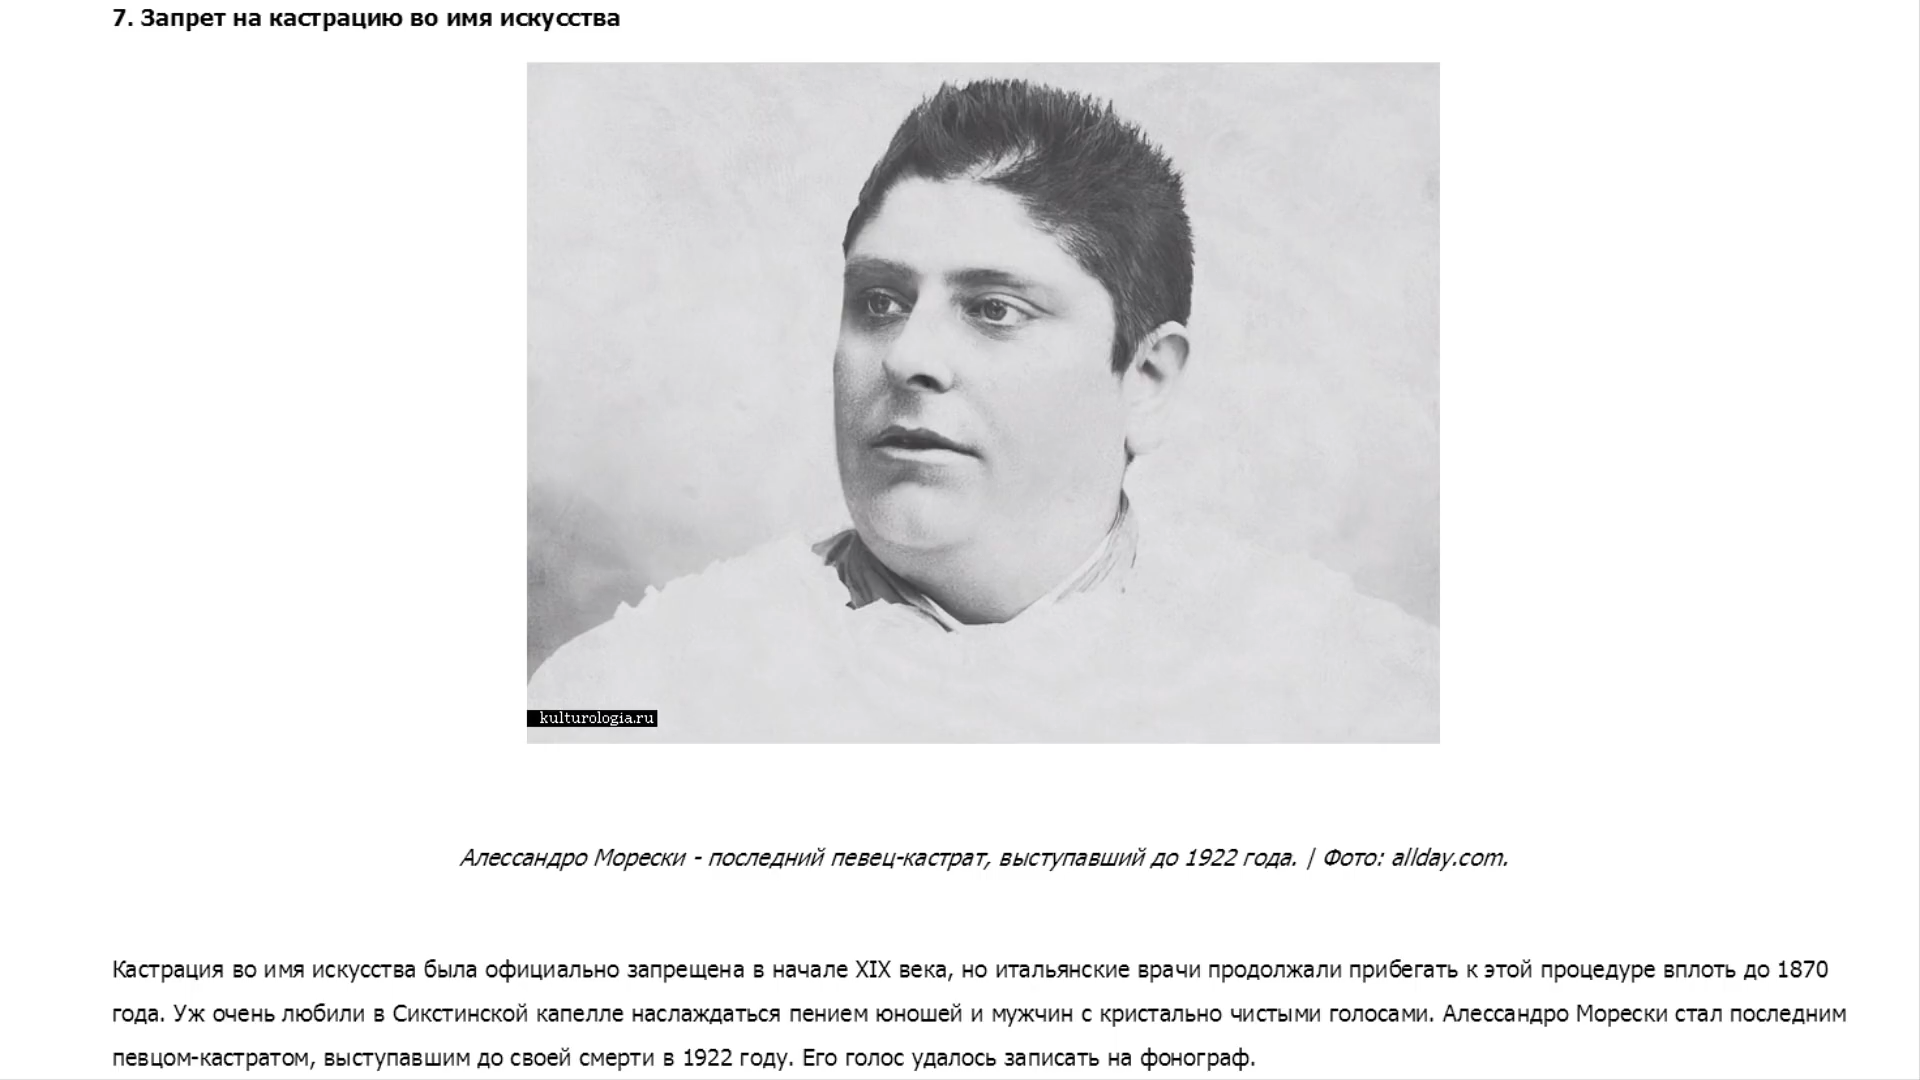 7. Запрет на кастрацию во имя искусства
kulturologia.ru
Алессандро Морески - последний певец-кастрат, выступавший до 1922 года. | Фото: allday.com.
Кастрация во имя искусства была официально запрещена в начале XIX века, но итальянские врачи продолжали прибегать к этой процедуре вплоть до 1870
года. Уж очень любили в Сикстинской капелле наслаждаться пением юношей и мужчин с кристально чистыми голосами. Алессандро Морески стал последним
певцом-кастратом, выступавшим до своей смерти в 1922 году. Его голос удалось записать на фонограф.